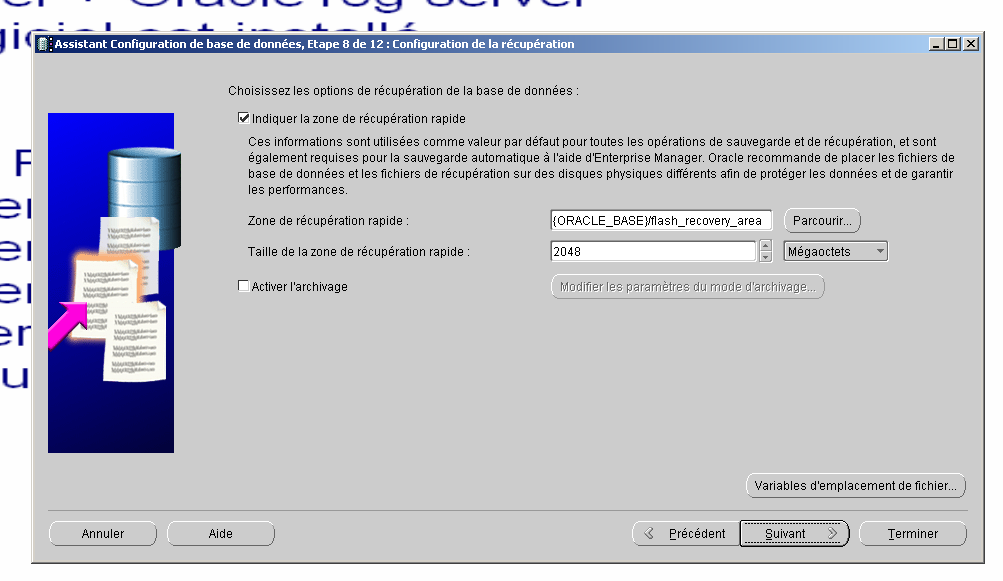 Oracle rsg server
est installé
Assistant Configuration de base de données, Etape 8 de 12 : Configuration de la récupération
Choisissez les options de récupération de la base de données :
Indiquer la zone de récupération rapide
Ces informations sont utilisées comme valeur par défaut pour toutes les opérations de sauvegarde et de récupération, et sont
également requises pour la sauvegarde automatique à l'aide d'Enterprise Manager. Oracle recommande de placer les fichiers de
base de données et les fichiers de récupération sur des disques physiques différents afin de protéger les données et de garantir
les performances.
Zone de récupération rapide : {ORACLE_BASE}/flash_recovery_area Parcourir...
Taille de la zone de récupération rapide : 2048 Mégaoctets
Activer l'archivage Modifier les paramètres du mode d'archivage...
Variables d'emplacement de fichier...
Annuler Aide Précédent Suivant Terminer